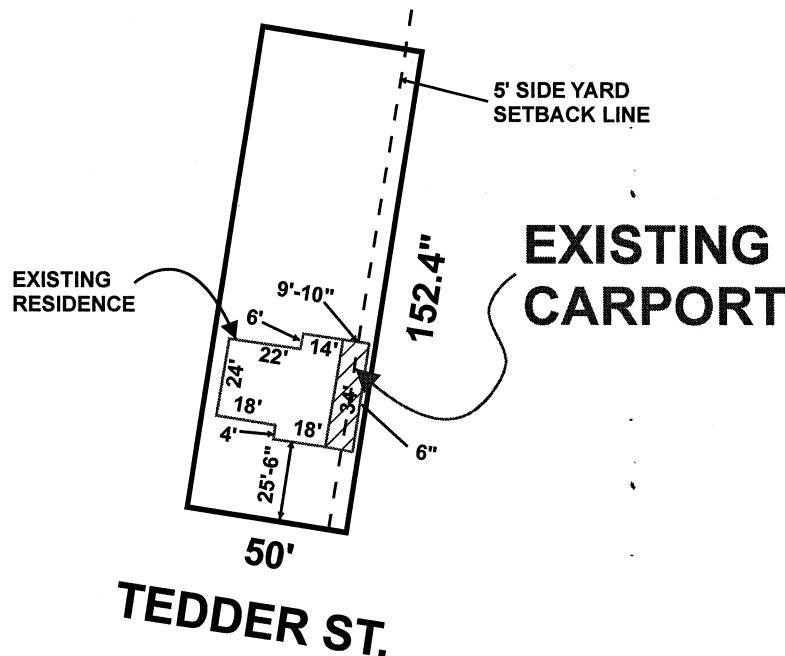 5' SIDE YARD
SETBACK LINE
EXISTING
CARPORT
152.4"
EXISTING
RESIDENCE
9'-10"
6'
22'
14'
24'
34'
18'
18'
4'
6"
25'-6"
50'
TEDDER ST.